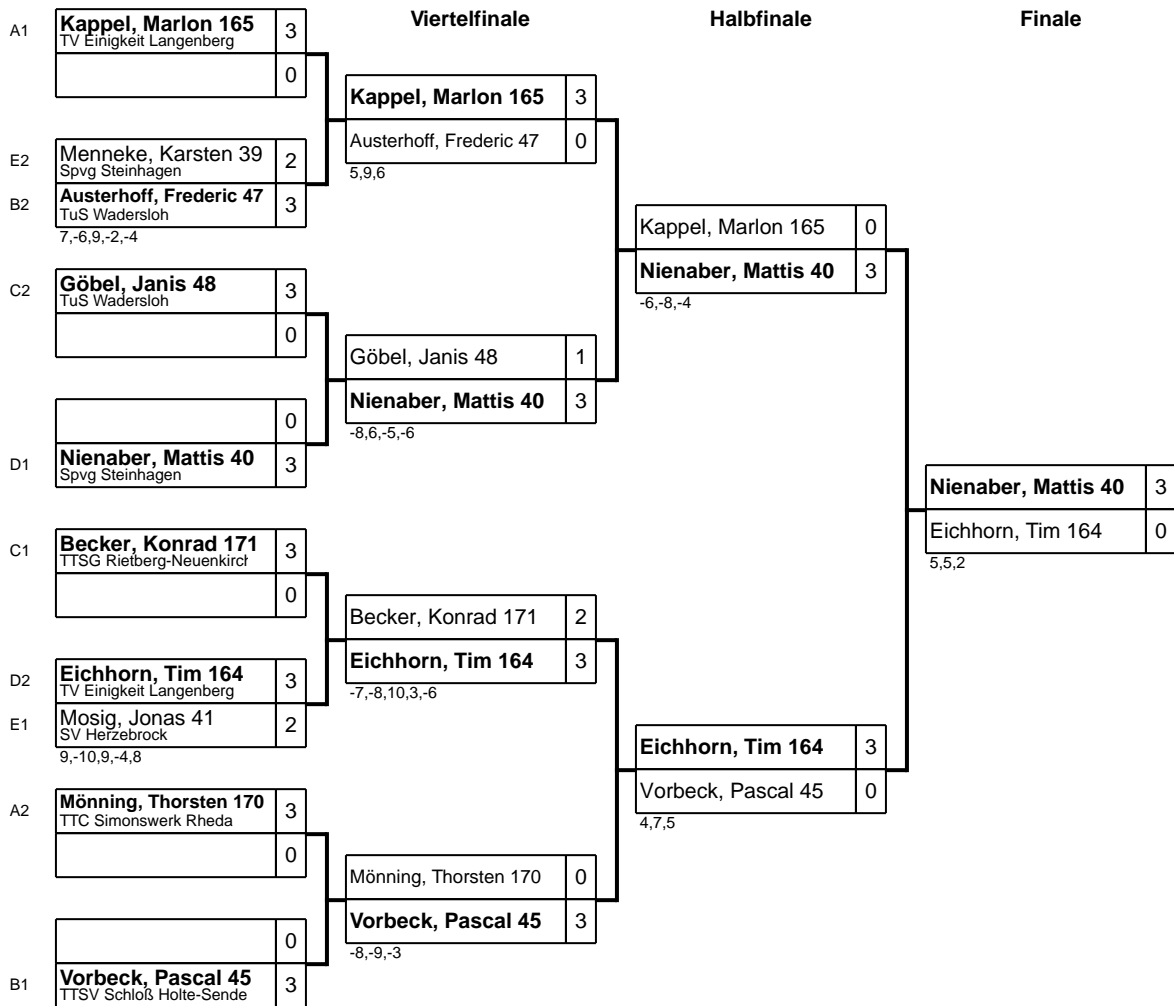 Viertelfinale Halbfinale Finale
A1 Kappel, Marlon 165 3
TV Einigkeit Langenberg
0
Kappel, Marlon 165 3
Austerhoff, Frederic 47 0
5,9,6
E2 Menneke, Karsten 39 2
Spvg Steinhagen
B2 Austerhoff, Frederic 47 3
TuS Wadersloh
7,-6,9,-2,-4
Kappel, Marlon 165 0
Nienaber, Mattis 40 3
-6,-8,-4
C2 Göbel, Janis 48 3
TuS Wadersloh
0
Göbel, Janis 48 1
Nienaber, Mattis 40 3
-8,6,-5,-6
0
D1 Nienaber, Mattis 40 3
Spvg Steinhagen
Nienaber, Mattis 40 3
Eichhorn, Tim 164 0
5,5,2
C1 Becker, Konrad 171 3
TTSG Rietberg-Neuenkirch
0
Becker, Konrad 171 2
Eichhorn, Tim 164 3
-7,-8,10,3,-6
D2 Eichhorn, Tim 164 3
TV Einigkeit Langenberg
E1 Mosig, Jonas 41 2
SV Herzebrock
9,-10,9,-4,8
Eichhorn, Tim 164 3
Vorbeck, Pascal 45 0
4,7,5
A2 Mönning, Thorsten 170 3
TTC Simonswerk Rheda
0
Mönning, Thorsten 170 0
Vorbeck, Pascal 45 3
-8,-9,-3
0
B1 Vorbeck, Pascal 45 3
TTSV Schloß Holte-Sende